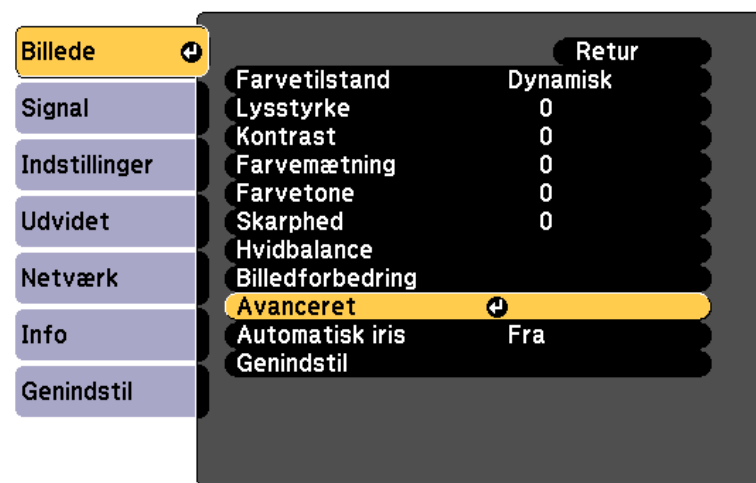 Billede
Signal
Indstillinger
Udvidet
Netværk
Info
Genindstil
Retur
Farvetilstand Dynamisk
Lysstyrke 0
Kontrast 0
Farvemætning 0
Farvetone 0
Skarphed 0
Hvidbalance
Billedforbedring
Avanceret
Automatisk iris Fra
Genindstil